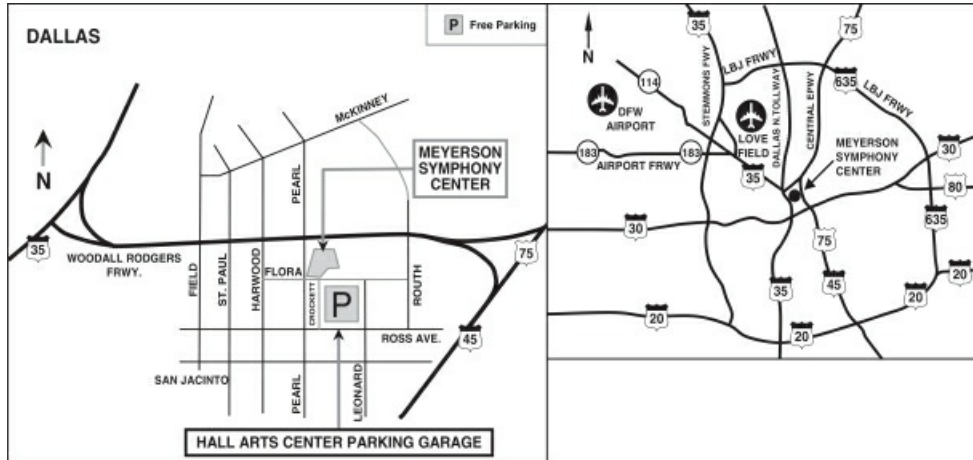 DALLAS
P Free Parking
N
McKINNEY
MEYERSON
SYMPHONY
CENTER
PEARL
35
WOODALL RODGERS
FRWY.
FIELD
ST. PAUL
HARWOOD
FLORA
CROCKETT
P
ROUTH
75
ROSS AVE.
45
SAN JACINTO
PEARL
LEONARD
HALL ARTS CENTER PARKING GARAGE
N
35
75
STEMMONS FWY
LBJ FRWY
635
LBJ FRWY
114
DFW
AIRPORT
LOVE
FIELD
DALLAS N.TOLLWAY
CENTRAL EPWY
MEYERSON
SYMPHONY
CENTER
183
AIRPORT FRWY
183
35
30
80
30
75
635
35
45
20
20
20
20